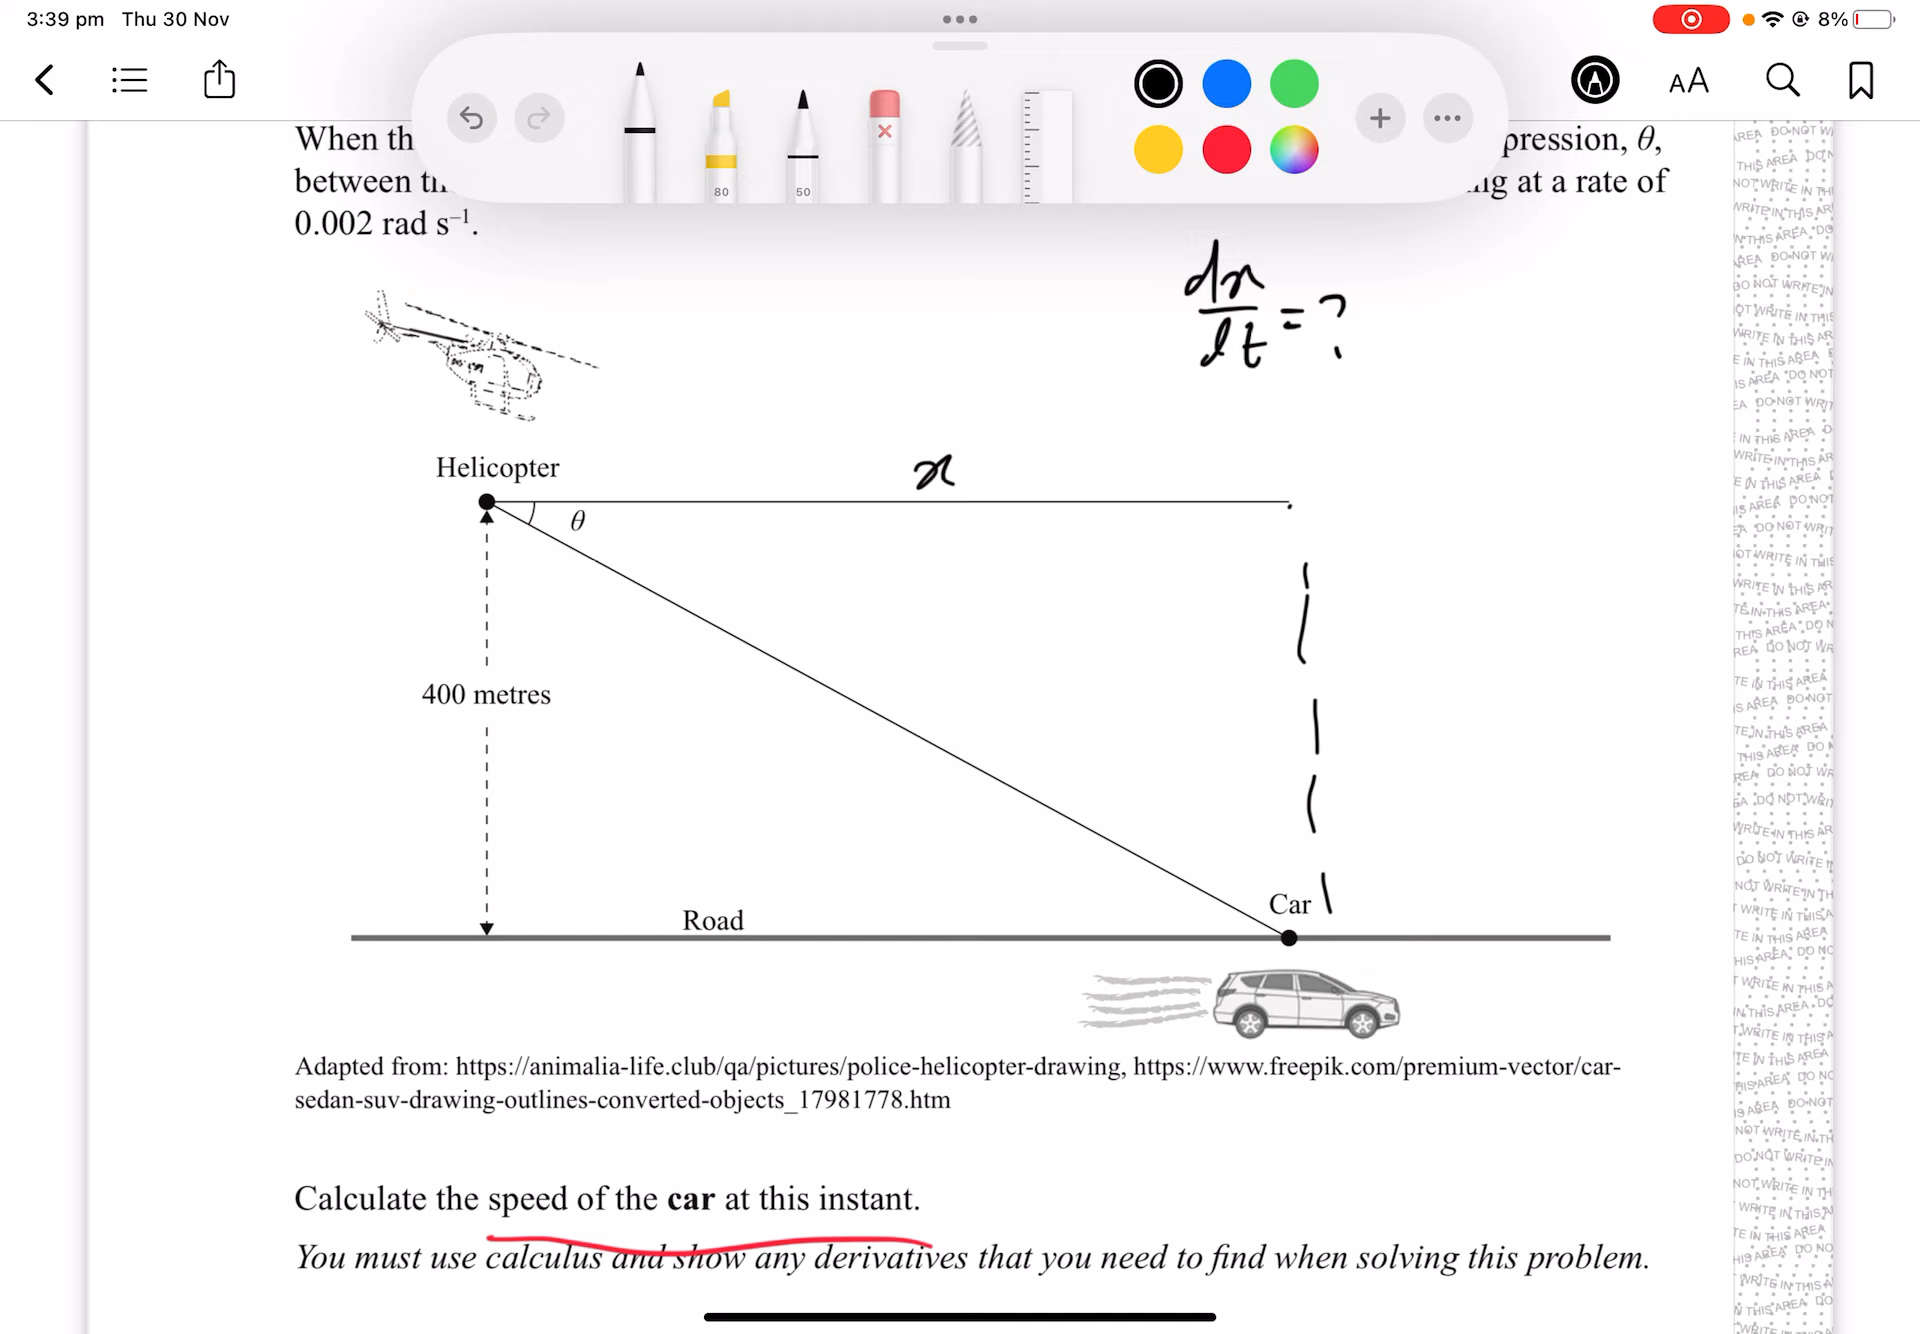 3:39 pm Thu 30 Nov
8%
AA
80
50
When th
pression, θ,
between th
ng at a rate of
0.002 rad s⁻¹.
dx
dt = ?
Helicopter
x
θ
400 metres
Road
Car
Adapted from: https://animalia-life.club/qa/pictures/police-helicopter-drawing, https://www.freepik.com/premium-vector/car-
sedan-suv-drawing-outlines-converted-objects_17981778.htm
Calculate the speed of the car at this instant.
You must use calculus and show any derivatives that you need to find when solving this problem.